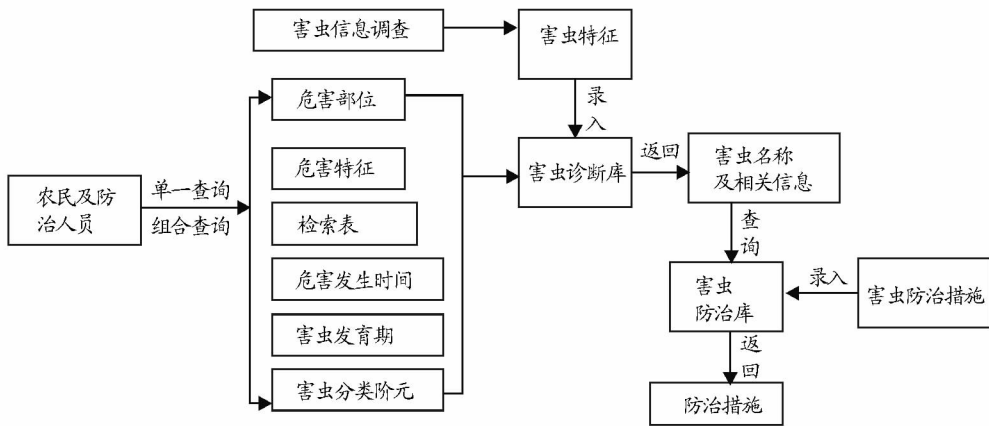 害虫信息调查
害虫特征
录
入
危害部位
危害特征
检索表
危害发生时间
害虫发育期
害虫分类阶元
农民及防
治人员
单一查询
组合查询
害虫诊断库
返回
害虫名称
及相关信息
查
询
害虫
防治库
录入
害虫防治措施
返
回
防治措施